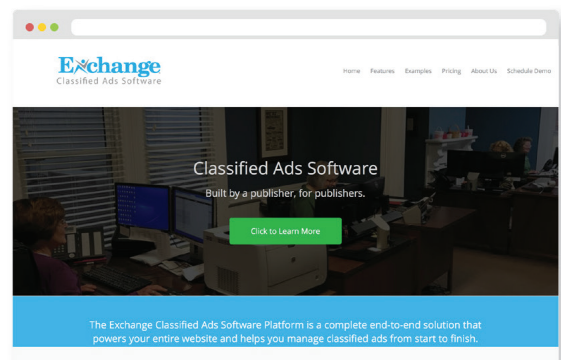 Exchange
Classified Ads Software
Home Features Examples Pricing About Us Schedule Demo
Classified Ads Software
Built by a publisher, for publishers.
Click to Learn More
The Exchange Classified Ads Software Platform is a complete end-to-end solution that
powers your entire website and helps you manage classified ads from start to finish.